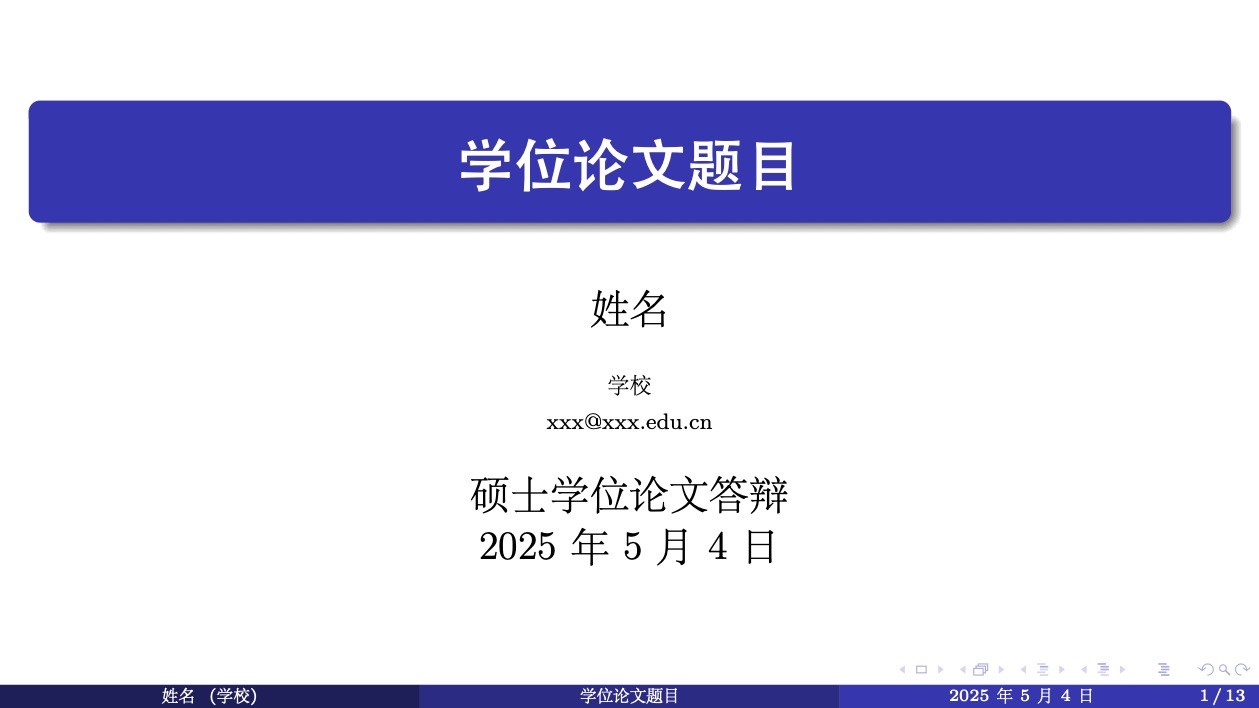 学位论文题目
姓名
学校
xxx@xxx.edu.cn
硕士学位论文答辩
2025 年 5 月 4 日
姓名 (学校)
学位论文题目
2025 年 5 月 4 日
1 / 13